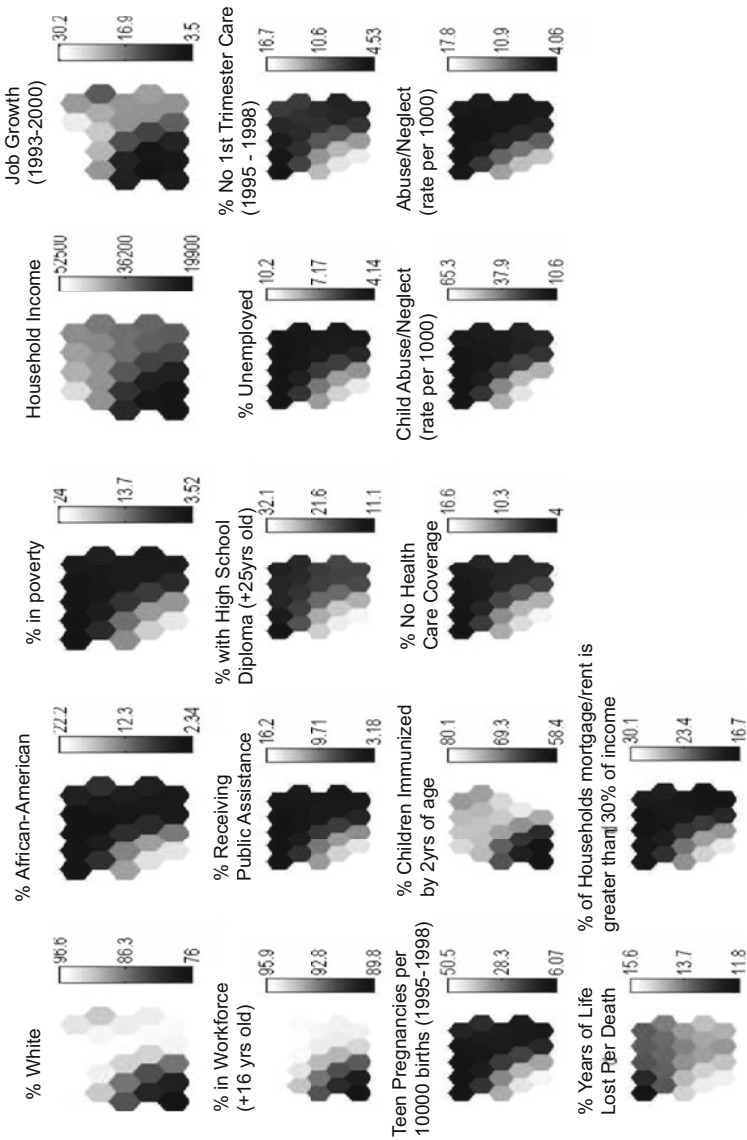 % White
96.6
86.3
76
% African-American
22.2
12.3
2.34
% in poverty
24
13.7
3.52
Household Income
52500
36200
19900
Job Growth
(1993-2000)
30.2
16.9
3.5
% in Workforce
(+16 yrs old)
95.9
92.8
89.8
% Receiving
Public Assistance
16.2
9.71
3.18
% with High School
Diploma (+25yrs old)
32.1
21.6
11.1
% Unemployed
10.2
7.17
4.14
% No 1st Trimester Care
(1995 - 1998)
16.7
10.6
4.53
Teen Pregnancies per
10000 births (1995-1998)
50.5
28.3
6.07
% Children Immunized
by 2yrs of age
80.1
69.3
58.4
% No Health
Care Coverage
16.6
10.3
4
Child Abuse/Neglect
(rate per 1000)
65.3
37.9
10.6
Abuse/Neglect
(rate per 1000)
17.8
10.9
4.06
% Years of Life
Lost Per Death
15.6
13.7
11.8
% of Households mortgage/rent is
greater than 30% of income
30.1
23.4
16.7